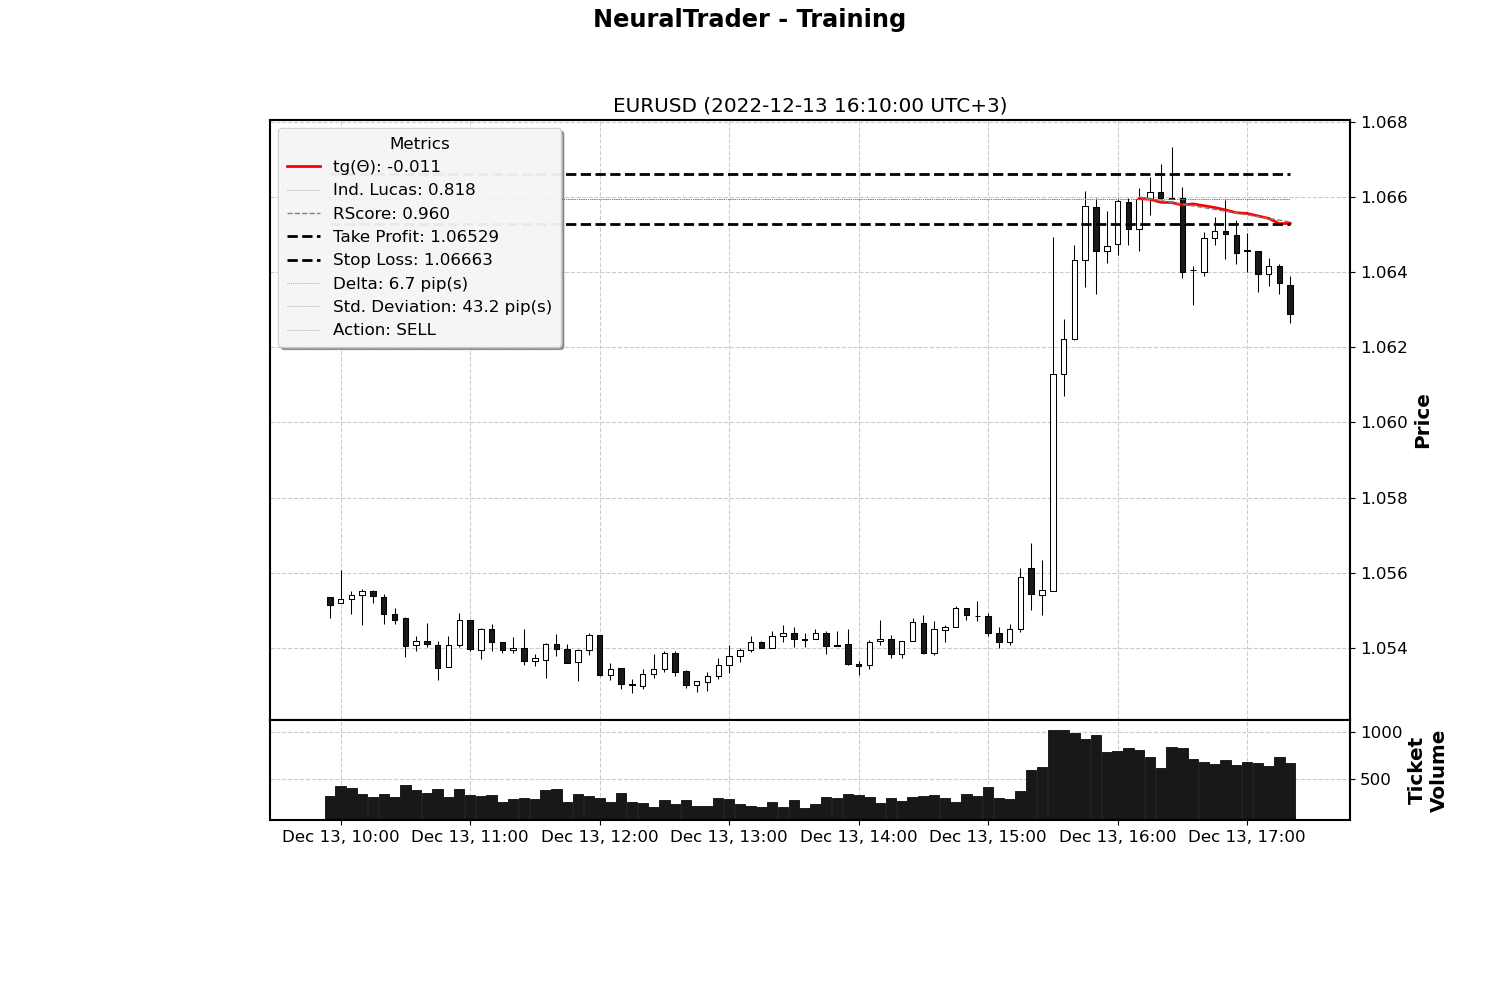 NeuralTrader - Training
EURUSD (2022-12-13 16:10:00 UTC+3)
Metrics
tg(Θ): -0.011
Ind. Lucas: 0.818
RScore: 0.960
Take Profit: 1.06529
Stop Loss: 1.06663
Delta: 6.7 pip(s)
Std. Deviation: 43.2 pip(s)
Action: SELL
1.068
1.066
1.064
1.062
1.060
1.058
1.056
1.054
Price
1000
500
Ticket
Volume
Dec 13, 10:00 Dec 13, 11:00 Dec 13, 12:00 Dec 13, 13:00 Dec 13, 14:00 Dec 13, 15:00 Dec 13, 16:00 Dec 13, 17:00